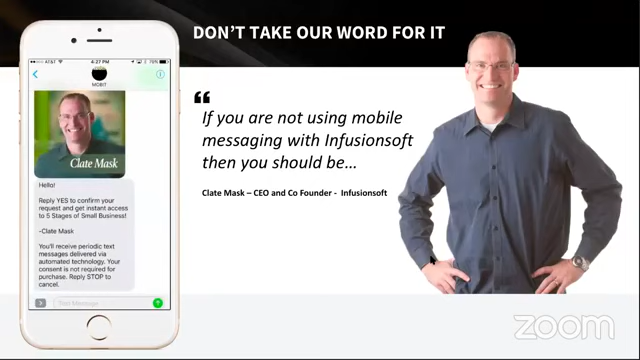 DON'T TAKE OUR WORD FOR IT
AT&T
4:27 PM
76%
MOBIT
Clate Mask
Hello!
Reply YES to confirm your
request and get instant access
to 5 Stages of Small Business!
-Clate Mask
You'll receive periodic text
messages delivered via
automated technology. Your
consent is not required for
purchase. Reply STOP to
cancel.
Text Message
“
If you are not using mobile
messaging with Infusionsoft
then you should be...
Clate Mask – CEO and Co Founder - Infusionsoft
zoom